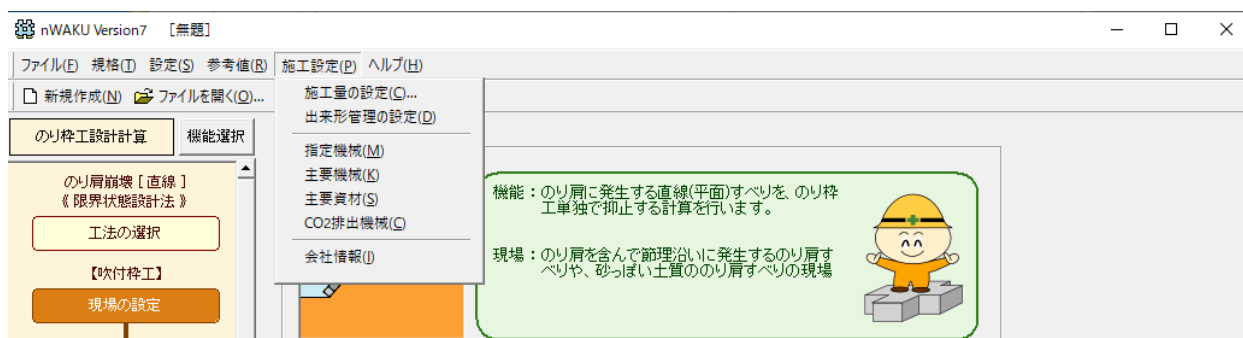 nWAKU Version7 [無題]
ファイル(F) 規格(T) 設定(S) 参考値(R) 施工設定(P) ヘルプ(H)
新規作成(N) ファイルを開く(O)...
施工量の設定(C)...
出来形管理の設定(D)
指定機械(M)
主要機械(K)
主要資材(S)
CO2排出機械(C)
会社情報(I)
のり枠工設計計算 機能選択
のり肩崩壊 [ 直線 ]
《 限界状態設計法 》
工法の選択
【吹付枠工】
現場の設定
機能：のり肩に発生する直線(平面)すべりを、のり枠
工単独で抑止する計算を行います。
現場：のり肩を含んで節理沿いに発生するのり肩す
べりや、砂っぽい土質ののり肩すべりの現場